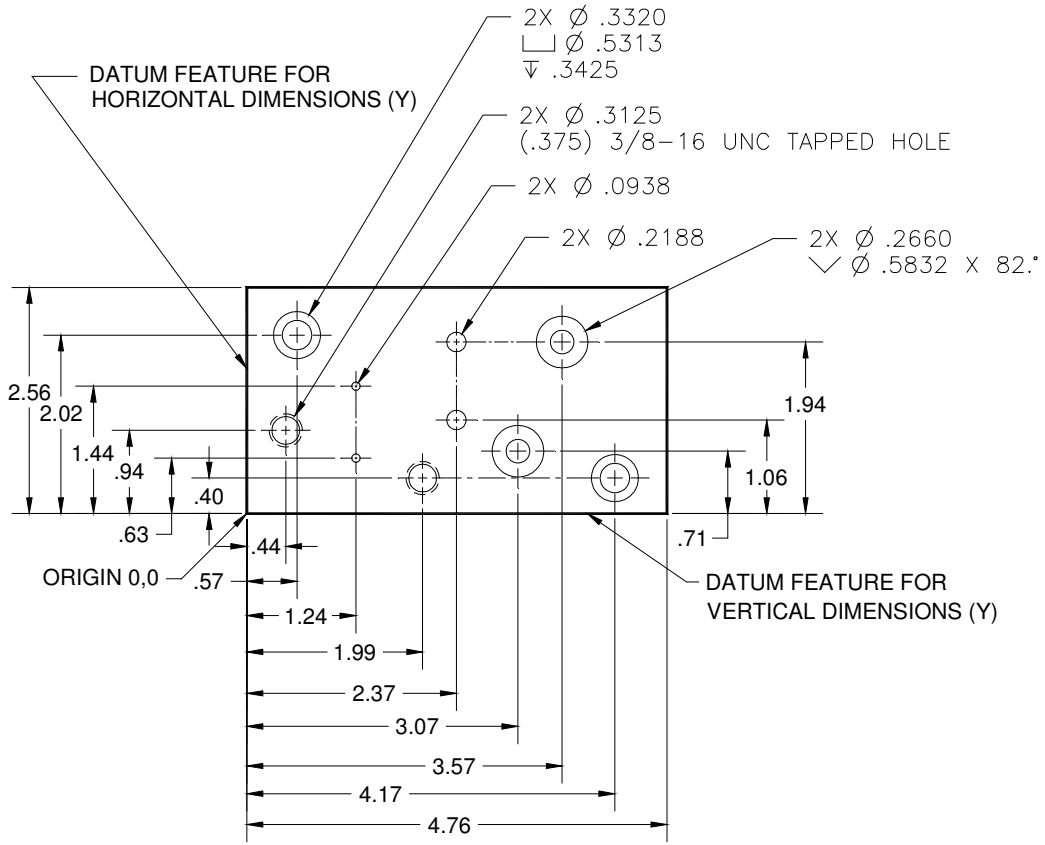 2X Ø .3320
⌴ Ø .5313
↧ .3425
DATUM FEATURE FOR
HORIZONTAL DIMENSIONS (Y)
2X Ø .3125
(.375) 3/8-16 UNC TAPPED HOLE
2X Ø .0938
2X Ø .2188
2X Ø .2660
⌵ Ø .5832 X 82.°
2.56
2.02
1.44
.94
.40
.63
1.94
1.06
.71
.44
ORIGIN 0,0
.57
DATUM FEATURE FOR
VERTICAL DIMENSIONS (Y)
1.24
1.99
2.37
3.07
3.57
4.17
4.76